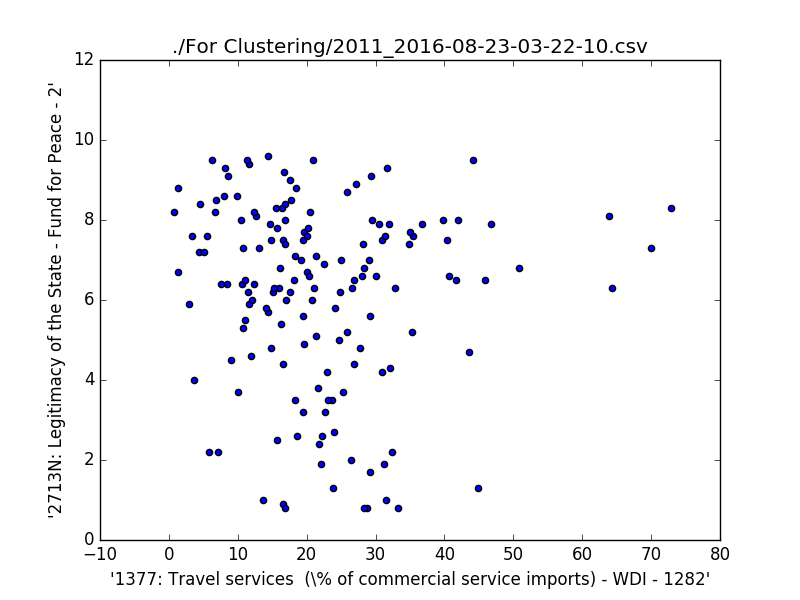 ./For Clustering/2011_2016-08-23-03-22-10.csv
12
10
8
6
4
2
0
'2713N: Legitimacy of the State - Fund for Peace - 2'
−10 0 10 20 30 40 50 60 70 80
'1377: Travel services  (\% of commercial service imports) - WDI - 1282'